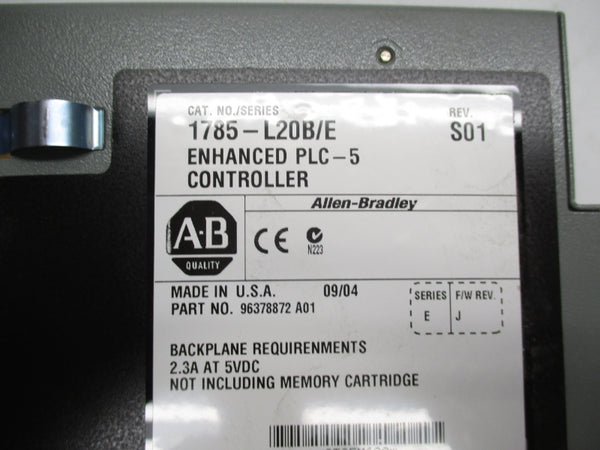 CAT. NO./SERIES REV.
1785-L20B/E S01
ENHANCED PLC-5
CONTROLLER
Allen-Bradley
A·B
QUALITY
CE
N223
MADE IN U.S.A. 09/04
PART NO. 96378872 A01
SERIES F/W REV.
E J
BACKPLANE REQUIRENMENTS
2.3A AT 5VDC
NOT INCLUDING MEMORY CARTRIDGE